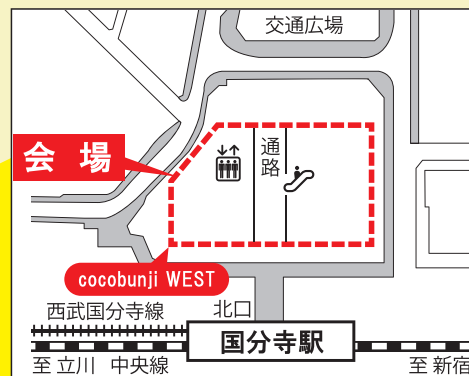 交通広場
会場
通路
cocobunji WEST
西武国分寺線
北口
国分寺駅
至 立川 中央線
至 新宿